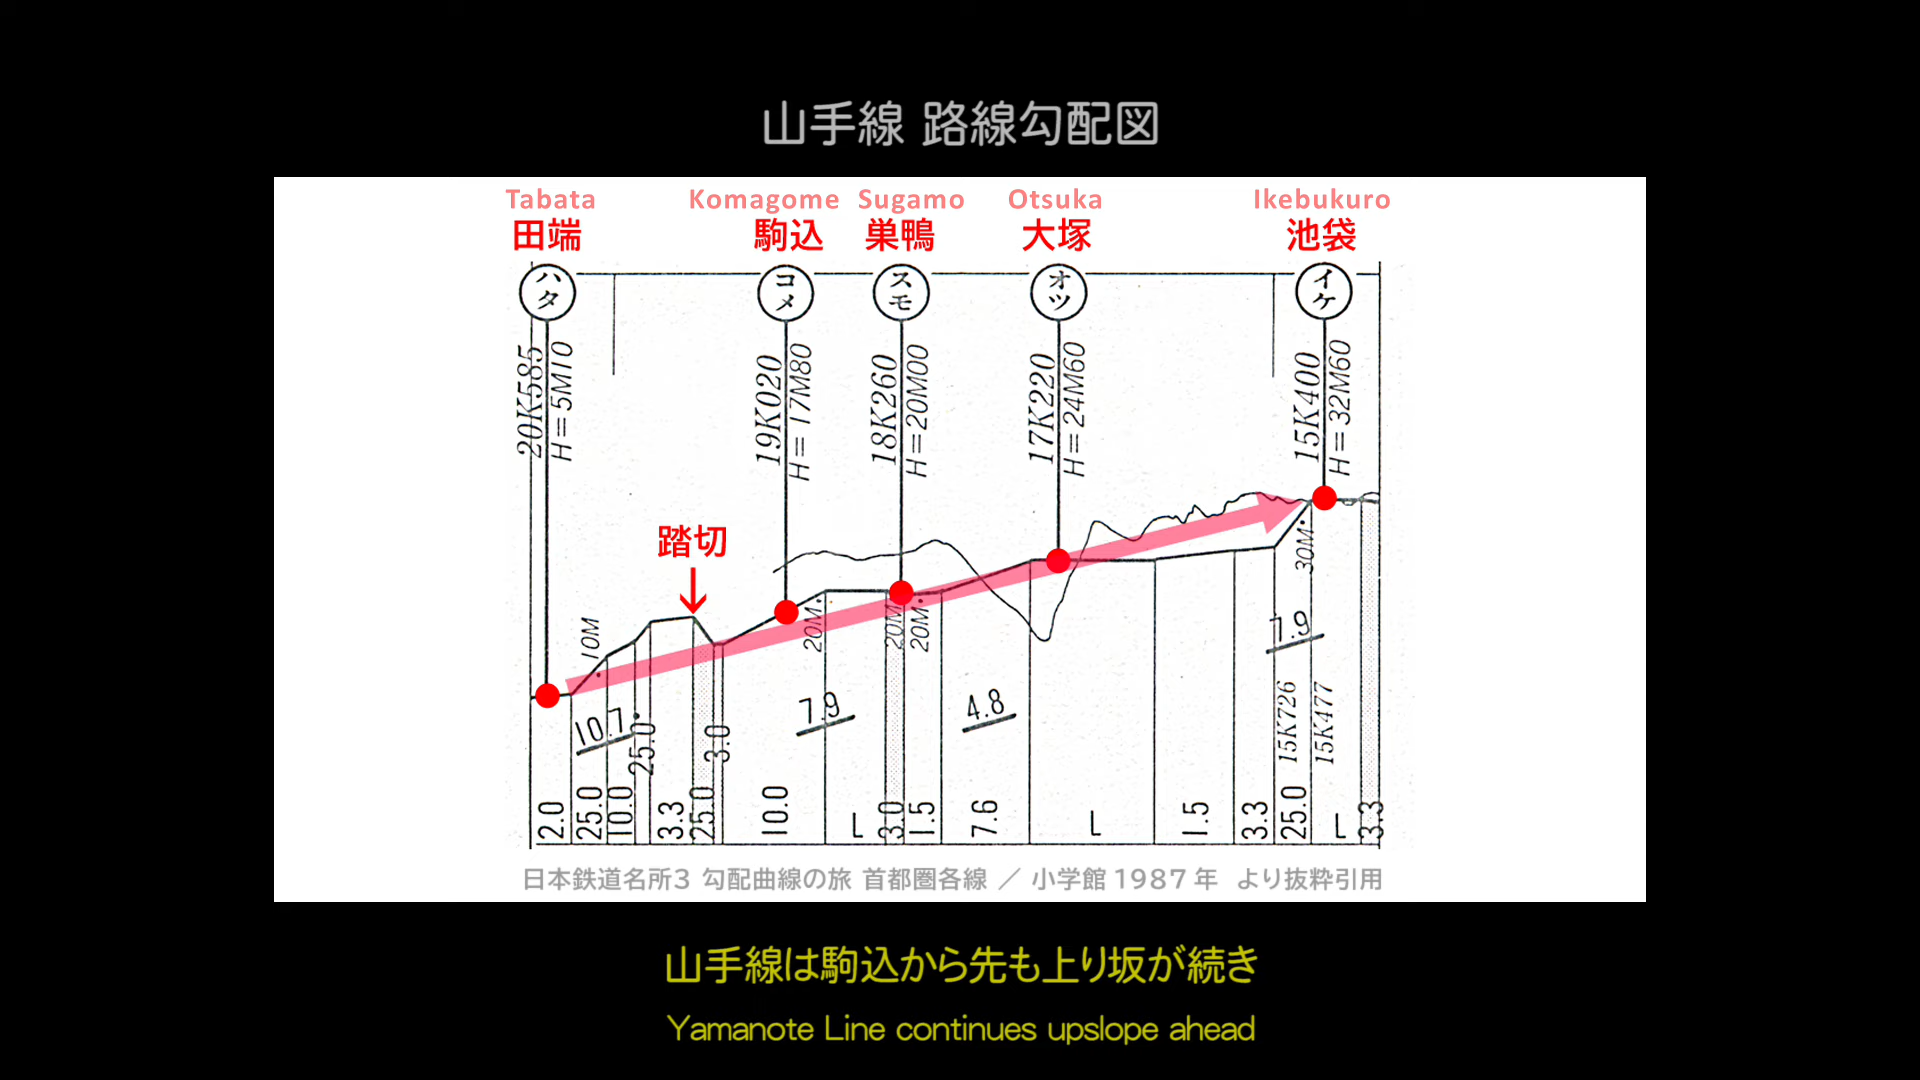 山手線 路線勾配図
Tabata Komagome Sugamo Otsuka Ikebukuro
田端 駒込 巣鴨 大塚 池袋
ハタ コメ スモ オツ イケ
20K585 19K020 18K260 17K220 15K400
H=5M10 H=17M80 H=20M00 H=24M60 H=32M60
踏切
10M 20M 20M 20M 30M
10.7 7.9 4.8 7.9
15K726 15K477
25.0 3.0
2.0 25.0 10.0 3.3 25.0 10.0 L 3.0 1.5 7.6 L 1.5 3.3 25.0 L 3.3
日本鉄道名所3 勾配曲線の旅 首都圏各線 ／ 小学館 1987 年 より抜粋引用
山手線は駒込から先も上り坂が続き
Yamanote Line continues upslope ahead